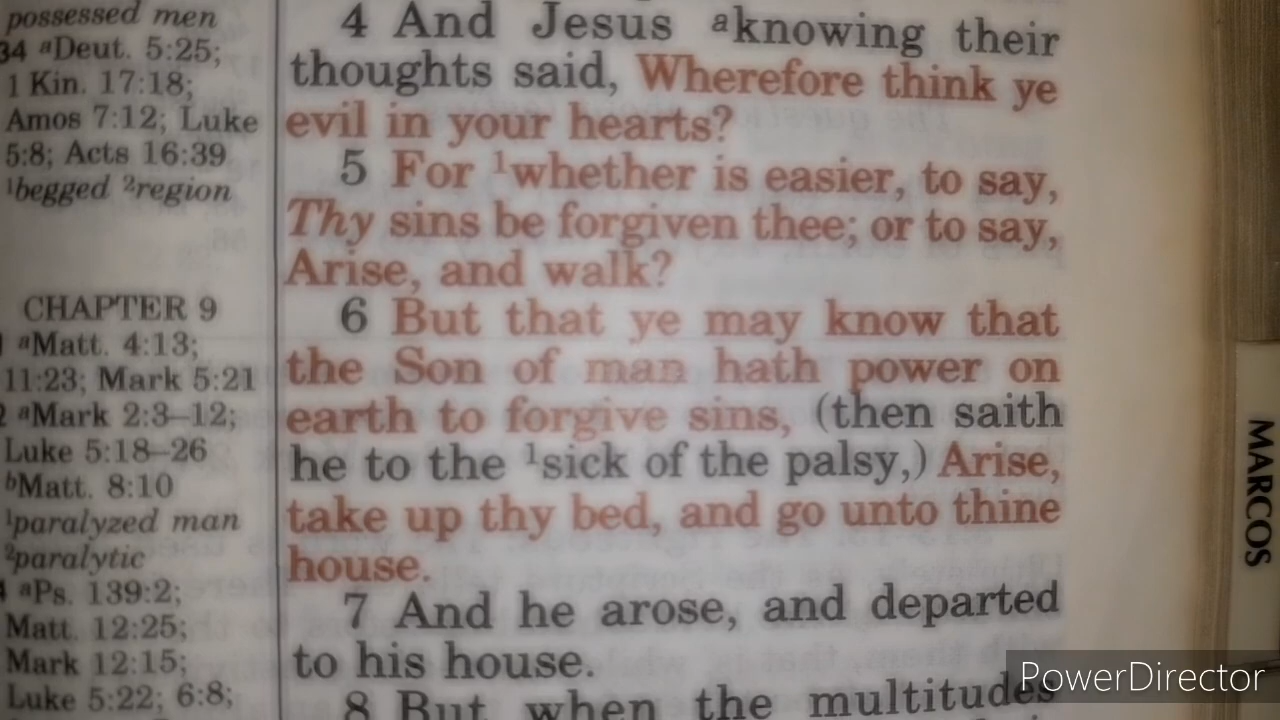 possessed men
34 aDeut. 5:25;
1 Kin. 17:18;
Amos 7:12; Luke
5:8; Acts 16:39
1begged 2region
CHAPTER 9
aMatt. 4:13;
11:23; Mark 5:21
2 aMark 2:3–12;
Luke 5:18–26
bMatt. 8:10
1paralyzed man
2paralytic
4 aPs. 139:2;
Matt. 12:25;
Mark 12:15;
Luke 5:22; 6:8;
4 And Jesus aknowing their
thoughts said, Wherefore think ye
evil in your hearts?
5 For 1whether is easier, to say,
Thy sins be forgiven thee; or to say,
Arise, and walk?
6 But that ye may know that
the Son of man hath power on
earth to forgive sins, (then saith
he to the 1sick of the palsy,) Arise,
take up thy bed, and go unto thine
house.
7 And he arose, and departed
to his house.
8 But when the multitudes
MARCOS
PowerDirector